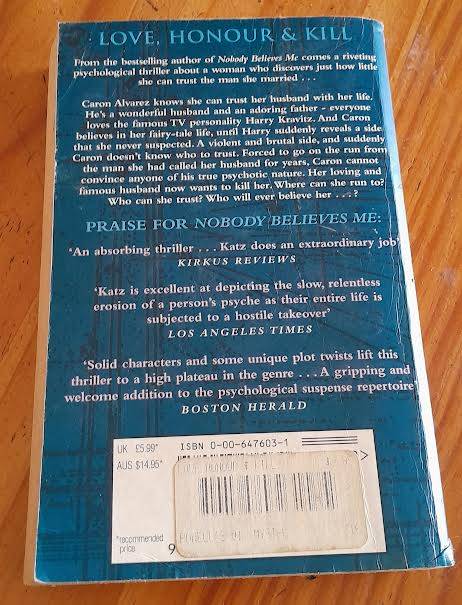 LOVE, HONOUR & KILL
From the bestselling author of Nobody Believes Me comes a riveting
psychological thriller about a woman who discovers just how little
she can trust the man she married . . .
Caron Alvarez knows she can trust her husband with her life.
He's a wonderful husband and an adoring father – everyone
loves the famous TV personality Harry Kravitz. And Caron
believes in her fairy-tale life, until Harry suddenly reveals a side
that she never suspected. A violent and brutal side, and suddenly
Caron doesn't know who to trust. Forced to go on the run from
the man she had called her husband for years, Caron cannot
convince anyone of his true psychotic nature. Her loving and
famous husband now wants to kill her. Where can she run to?
Who can she trust? Who will ever believe her . . . ?
PRAISE FOR NOBODY BELIEVES ME:
'An absorbing thriller . . . Katz does an extraordinary job'
KIRKUS REVIEWS
'Katz is excellent at depicting the slow, relentless
erosion of a person's psyche as their entire life is
subjected to a hostile takeover'
LOS ANGELES TIMES
'Solid characters and some unique plot twists lift this
thriller to a high plateau in the genre . . . A gripping and
welcome addition to the psychological suspense repertoire'
BOSTON HERALD
UK £5.99*
AUS $14.95*
ISBN 0-00-647603-1
HONOUR & KILL
*recommended
price
9